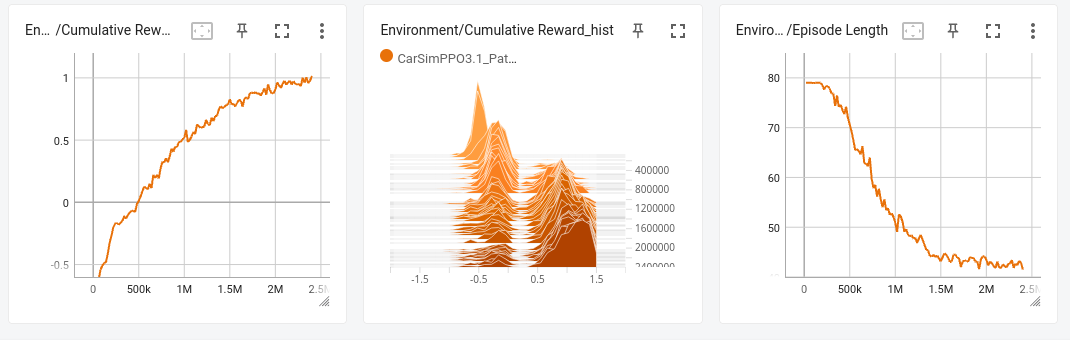 En... /Cumulative Rew...
1
0.5
0
-0.5
0 500k 1M 1.5M 2M 2.5M
Environment/Cumulative Reward_hist
CarSimPPO3.1_Pat...
400000
800000
1200000
1600000
2000000
2400000
-1.5 -0.5 0.5 1.5
Enviro... /Episode Length
80
70
60
50
0 500k 1M 1.5M 2M 2.5